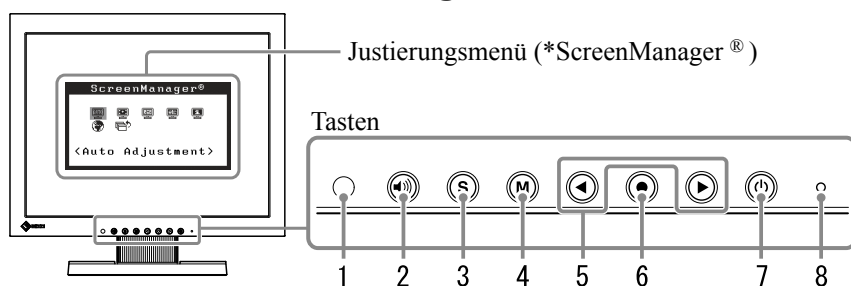 Justierungsmenü (*ScreenManager ® )
ScreenManager®
<Auto Adjustment>
Tasten
S M
1 2 3 4 5 6 7 8